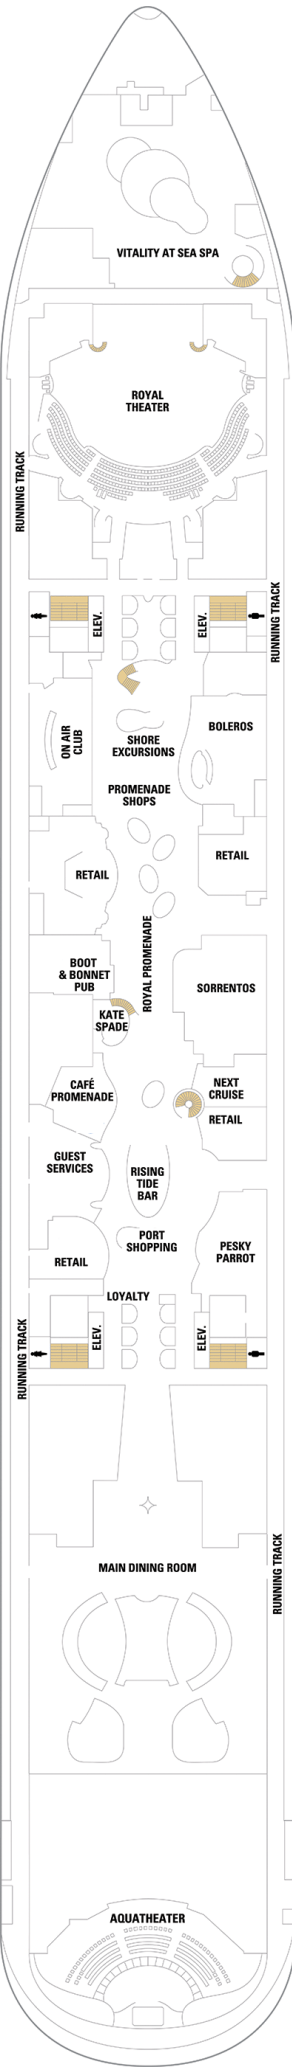 VITALITY AT SEA SPA
ROYAL
THEATER
RUNNING TRACK
RUNNING TRACK
ELEV.
ELEV.
ON AIR
CLUB
SHORE
EXCURSIONS
BOLEROS
PROMENADE
SHOPS
RETAIL
RETAIL
ROYAL PROMENADE
BOOT
& BONNET
PUB
SORRENTOS
KATE
SPADE
CAFÉ
PROMENADE
NEXT
CRUISE
RETAIL
GUEST
SERVICES
RISING
TIDE
BAR
PORT
SHOPPING
PESKY
PARROT
RETAIL
LOYALTY
ELEV.
ELEV.
RUNNING TRACK
MAIN DINING ROOM
RUNNING TRACK
AQUATHEATER